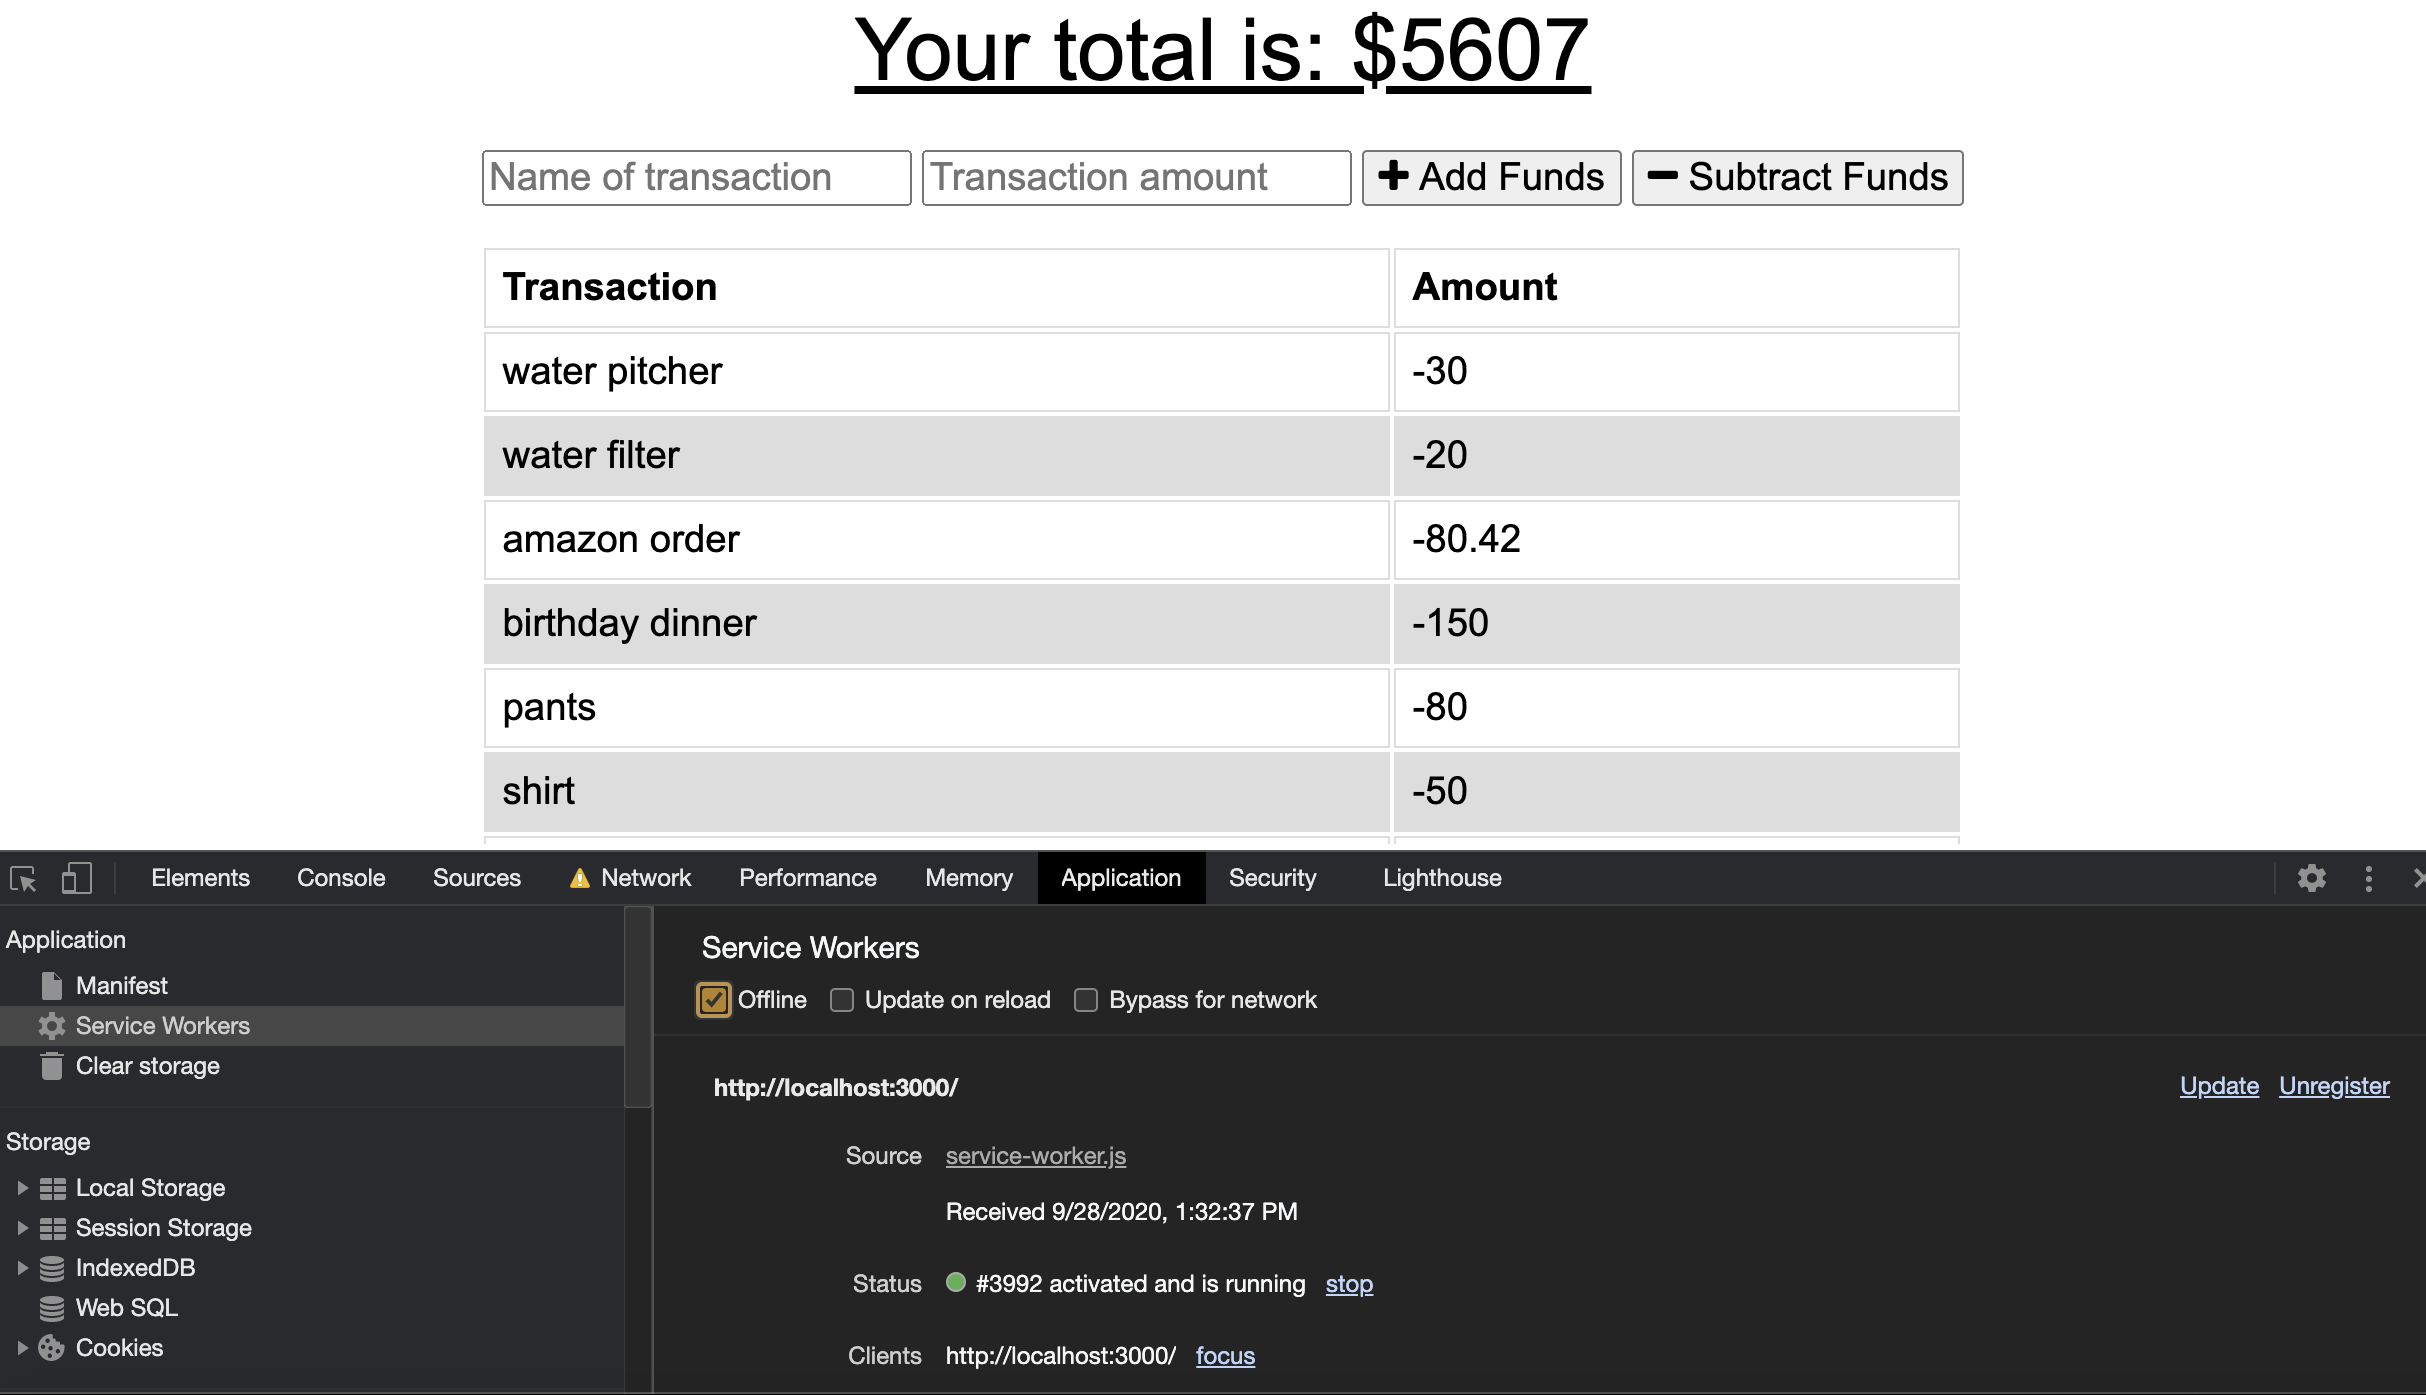 Your total is: $5607
Name of transaction Transaction amount Add Funds Subtract Funds
Transaction Amount
water pitcher -30
water filter -20
amazon order -80.42
birthday dinner -150
pants -80
shirt -50
Elements Console Sources Network Performance Memory Application Security Lighthouse
Application
Manifest
Service Workers
Clear storage
Storage
Local Storage
Session Storage
IndexedDB
Web SQL
Cookies
Service Workers
Offline Update on reload Bypass for network
http://localhost:3000/ Update Unregister
Source service-worker.js
Received 9/28/2020, 1:32:37 PM
Status #3992 activated and is running stop
Clients http://localhost:3000/ focus